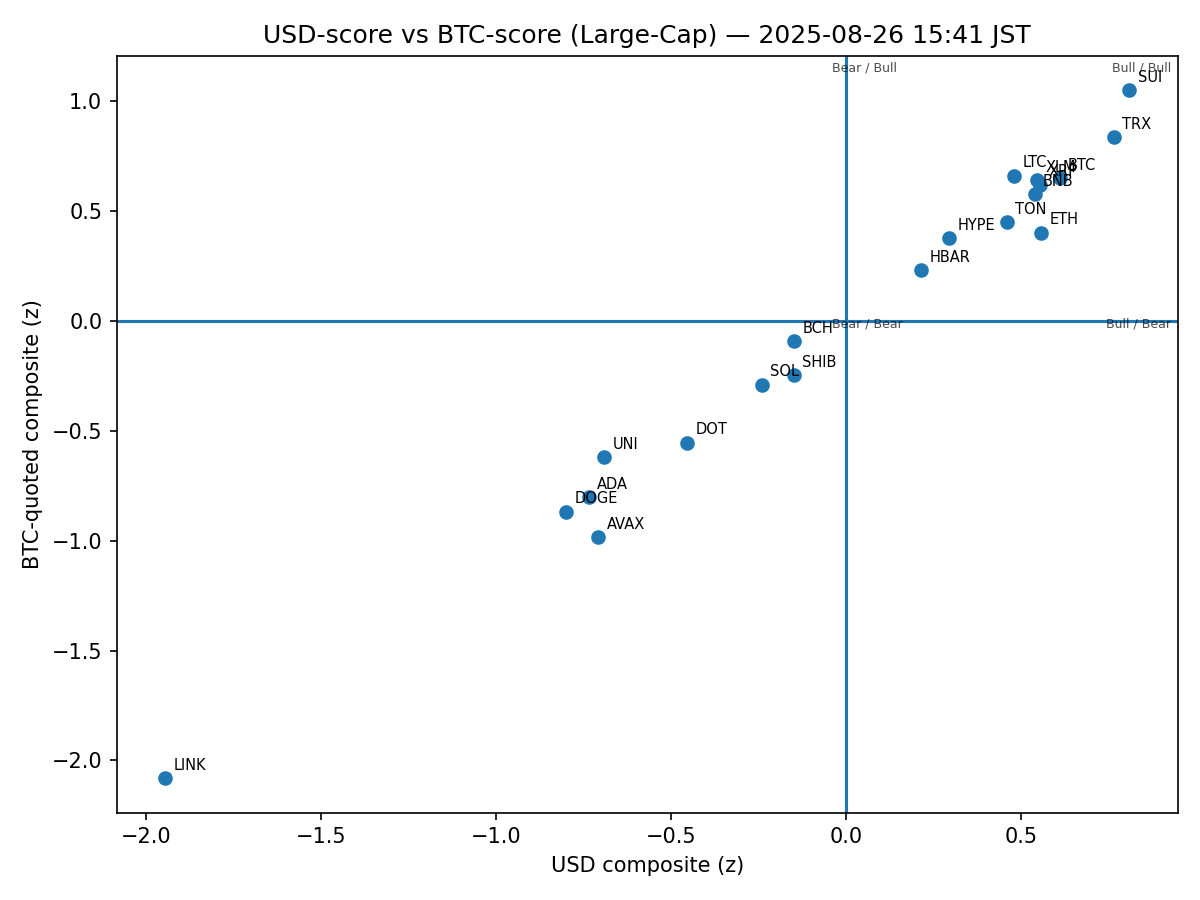 USD-score vs BTC-score (Large-Cap) — 2025-08-26 15:41 JST
Bear / Bull
Bull / Bull
SUI
TRX
LTC
XLM
XRP
BTC
BNB
TON
ETH
HYPE
HBAR
Bear / Bear
Bull / Bear
BCH
SHIB
SOL
DOT
UNI
ADA
DOGE
AVAX
LINK
1.0
0.5
0.0
−0.5
−1.0
−1.5
−2.0
BTC-quoted composite (z)
−2.0
−1.5
−1.0
−0.5
0.0
0.5
USD composite (z)